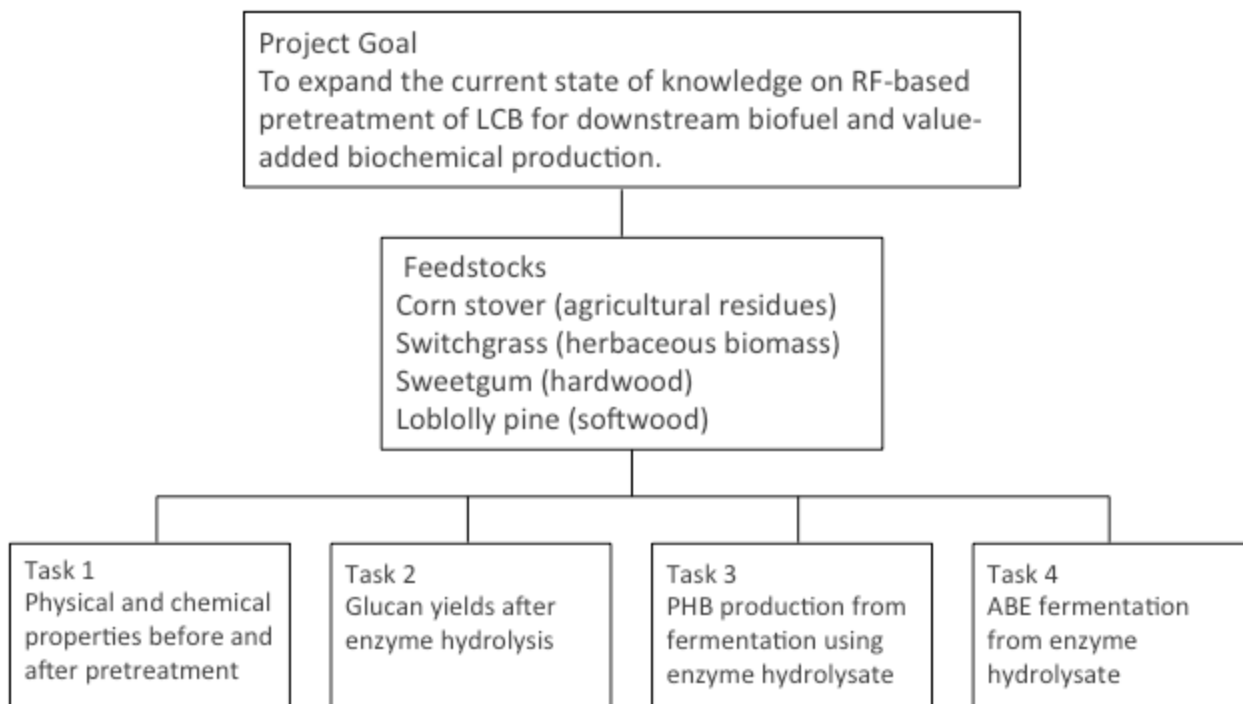 Project Goal
To expand the current state of knowledge on RF-based
pretreatment of LCB for downstream biofuel and value-
added biochemical production.
Feedstocks
Corn stover (agricultural residues)
Switchgrass (herbaceous biomass)
Sweetgum (hardwood)
Loblolly pine (softwood)
Task 1
Physical and chemical
properties before and
after pretreatment
Task 2
Glucan yields after
enzyme hydrolysis
Task 3
PHB production from
fermentation using
enzyme hydrolysate
Task 4
ABE fermentation
from enzyme
hydrolysate